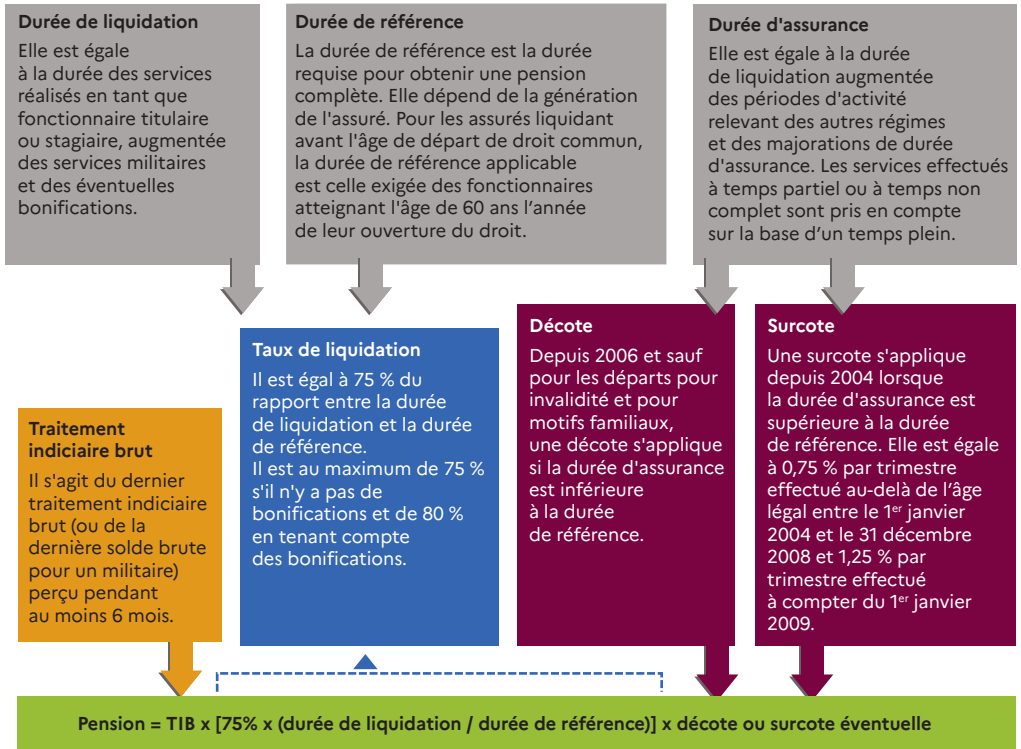 Durée de liquidation
Elle est égale
à la durée des services
réalisés en tant que
fonctionnaire titulaire
ou stagiaire, augmentée
des services militaires
et des éventuelles
bonifications.
Durée de référence
La durée de référence est la durée
requise pour obtenir une pension
complète. Elle dépend de la génération
de l'assuré. Pour les assurés liquidant
avant l'âge de départ de droit commun,
la durée de référence applicable
est celle exigée des fonctionnaires
atteignant l'âge de 60 ans l’année
de leur ouverture du droit.
Durée d'assurance
Elle est égale à la durée
de liquidation augmentée
des périodes d'activité
relevant des autres régimes
et des majorations de durée
d'assurance. Les services effectués
à temps partiel ou à temps non
complet sont pris en compte
sur la base d’un temps plein.
Traitement
indiciaire brut
Il s'agit du dernier
traitement indiciaire
brut (ou de la
dernière solde brute
pour un militaire)
perçu pendant
au moins 6 mois.
Taux de liquidation
Il est égal à 75 % du
rapport entre la durée
de liquidation et la durée
de référence.
Il est au maximum de 75 %
s'il n'y a pas de
bonifications et de 80 %
en tenant compte
des bonifications.
Décote
Depuis 2006 et sauf
pour les départs pour
invalidité et pour
motifs familiaux,
une décote s'applique
si la durée d'assurance
est inférieure
à la durée
de référence.
Surcote
Une surcote s'applique
depuis 2004 lorsque
la durée d'assurance est
supérieure à la durée
de référence. Elle est égale
à 0,75 % par trimestre
effectué au-delà de l’âge
légal entre le 1er janvier
2004 et le 31 décembre
2008 et 1,25 % par
trimestre effectué
à compter du 1er janvier
2009.
Pension = TIB x [75% x (durée de liquidation / durée de référence)] x décote ou surcote éventuelle